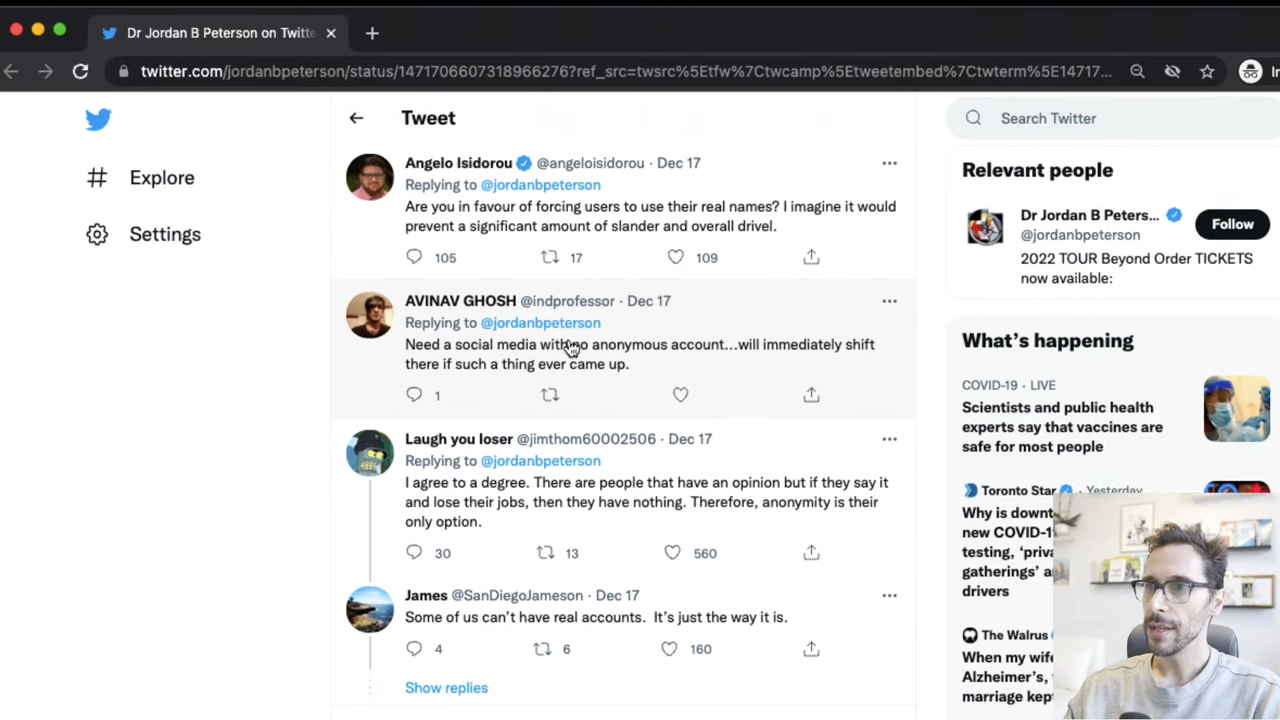 Dr Jordan B Peterson on Twitte
twitter.com/jordanbpeterson/status/1471706607318966276?ref_src=twsrc%5Etfw%7Ctwcamp%5Etweetembed%7Ctwterm%5E14717...
In
Explore
Settings
Tweet
Angelo Isidorou @angeloisidorou · Dec 17
Replying to @jordanbpeterson
Are you in favour of forcing users to use their real names? I imagine it would
prevent a significant amount of slander and overall drivel.
105 17 109
AVINAV GHOSH @indprofessor · Dec 17
Replying to @jordanbpeterson
Need a social media with no anonymous account...will immediately shift
there if such a thing ever came up.
1
Laugh you loser @jimthom60002506 · Dec 17
Replying to @jordanbpeterson
I agree to a degree. There are people that have an opinion but if they say it
and lose their jobs, then they have nothing. Therefore, anonymity is their
only option.
30 13 560
James @SanDiegoJameson · Dec 17
Some of us can't have real accounts. It's just the way it is.
4 6 160
Show replies
Search Twitter
Relevant people
Dr Jordan B Peters...
@jordanbpeterson
Follow
2022 TOUR Beyond Order TICKETS
now available:
What's happening
COVID-19 · LIVE
Scientists and public health
experts say that vaccines are
safe for most people
Toronto Star · Yesterday
Why is downt
new COVID-1
testing, 'priva
gatherings' a
drivers
The Walrus
When my wife
Alzheimer's,
marriage kept